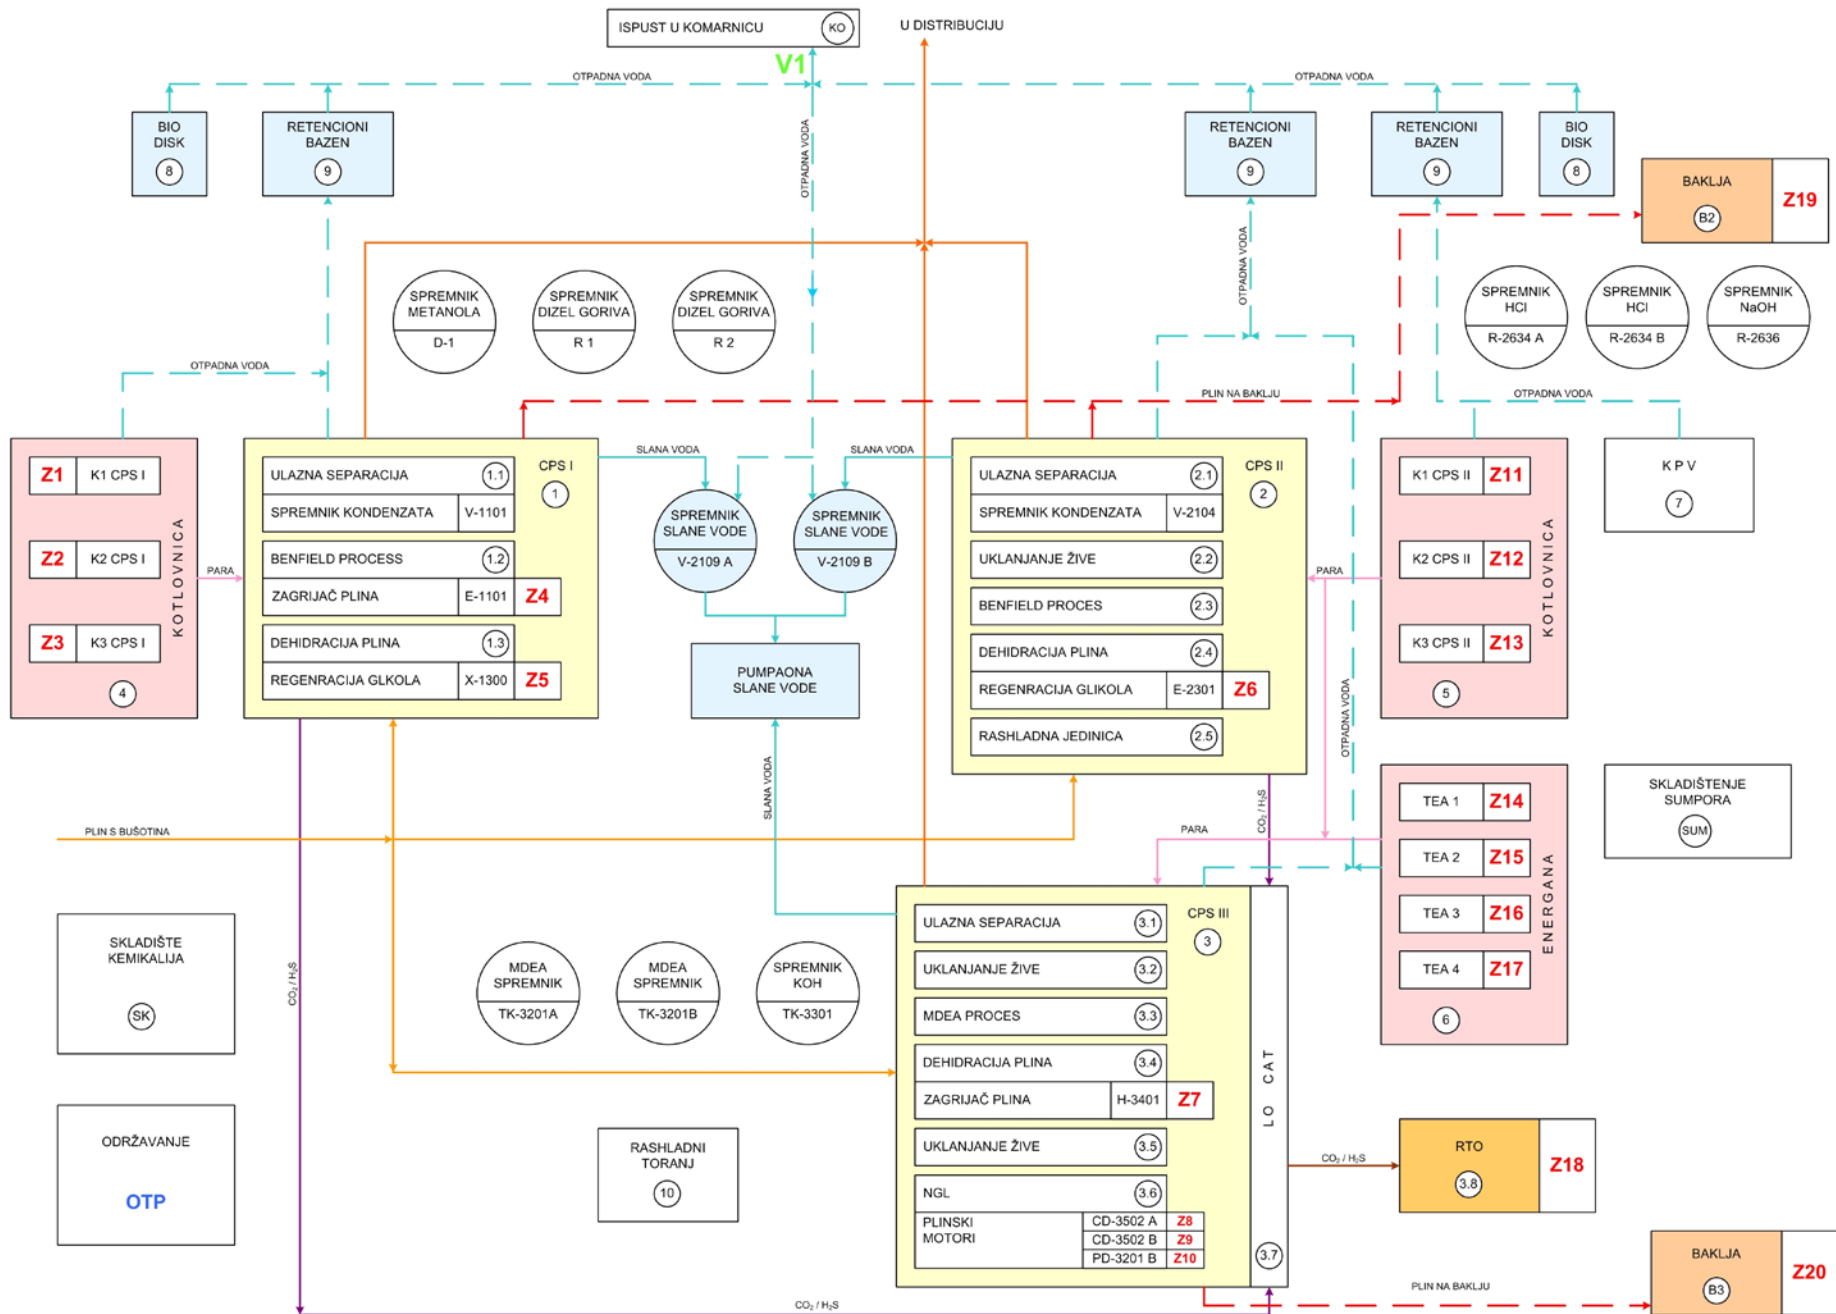 ISPUST U KOMARNICU
KO
U DISTRIBUCIJU
V1
OTPADNA VODA
OTPADNA VODA
BIO
DISK
8
RETENCIONI
BAZEN
9
OTPADNA VODA
RETENCIONI
BAZEN
9
RETENCIONI
BAZEN
9
BIO
DISK
8
BAKLJA
B2
Z19
OTPADNA VODA
SPREMNIK
METANOLA
D-1
SPREMNIK
DIZEL GORIVA
R 1
SPREMNIK
DIZEL GORIVA
R 2
SPREMNIK
HCl
R-2634 A
SPREMNIK
HCl
R-2634 B
SPREMNIK
NaOH
R-2636
OTPADNA VODA
PLIN NA BAKLJU
OTPADNA VODA
Z1
K1 CPS I
Z2
K2 CPS I
Z3
K3 CPS I
KOTLOVNICA
4
PARA
CPS I
1
ULAZNA SEPARACIJA
1.1
SPREMNIK KONDENZATA
V-1101
BENFIELD PROCESS
1.2
ZAGRIJAČ PLINA
E-1101
Z4
DEHIDRACIJA PLINA
1.3
REGENRACIJA GLKOLA
X-1300
Z5
SLANA VODA
SLANA VODA
SPREMNIK
SLANE VODE
V-2109 A
SPREMNIK
SLANE VODE
V-2109 B
PUMPAONA
SLANE VODE
SLANA VODA
CPS II
2
ULAZNA SEPARACIJA
2.1
SPREMNIK KONDENZATA
V-2104
UKLANJANJE ŽIVE
2.2
BENFIELD PROCES
2.3
DEHIDRACIJA PLINA
2.4
REGENRACIJA GLIKOLA
E-2301
Z6
RASHLADNA JEDINICA
2.5
PARA
OTPADNA VODA
K1 CPS II
Z11
K2 CPS II
Z12
K3 CPS II
Z13
KOTLOVNICA
5
K P V
7
PLIN S BUŠOTINA
CO₂ / H₂S
PARA
TEA 1
Z14
TEA 2
Z15
TEA 3
Z16
TEA 4
Z17
ENERGANA
6
SKLADIŠTENJE
SUMPORA
SUM
SKLADIŠTE
KEMIKALIJA
SK
CO₂ / H₂S
MDEA
SPREMNIK
TK-3201A
MDEA
SPREMNIK
TK-3201B
SPREMNIK
KOH
TK-3301
CPS III
3
ULAZNA SEPARACIJA
3.1
UKLANJANJE ŽIVE
3.2
MDEA PROCES
3.3
DEHIDRACIJA PLINA
3.4
ZAGRIJAČ PLINA
H-3401
Z7
UKLANJANJE ŽIVE
3.5
NGL
3.6
PLINSKI
MOTORI
CD-3502 A
Z8
CD-3502 B
Z9
PD-3201 B
Z10
LO CAT
3.7
ODRŽAVANJE
OTP
RASHLADNI
TORANJ
10
CO₂ / H₂S
RTO
3.8
Z18
BAKLJA
B3
Z20
PLIN NA BAKLJU
CO₂ / H₂S